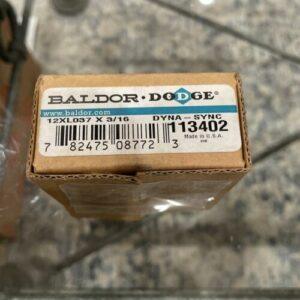 BALDOR · DODGE
www.baldor.com
12XL037 X 3/16 DYNA - SYNC
113402
Made in U.S.A.
7 82475 08772 3